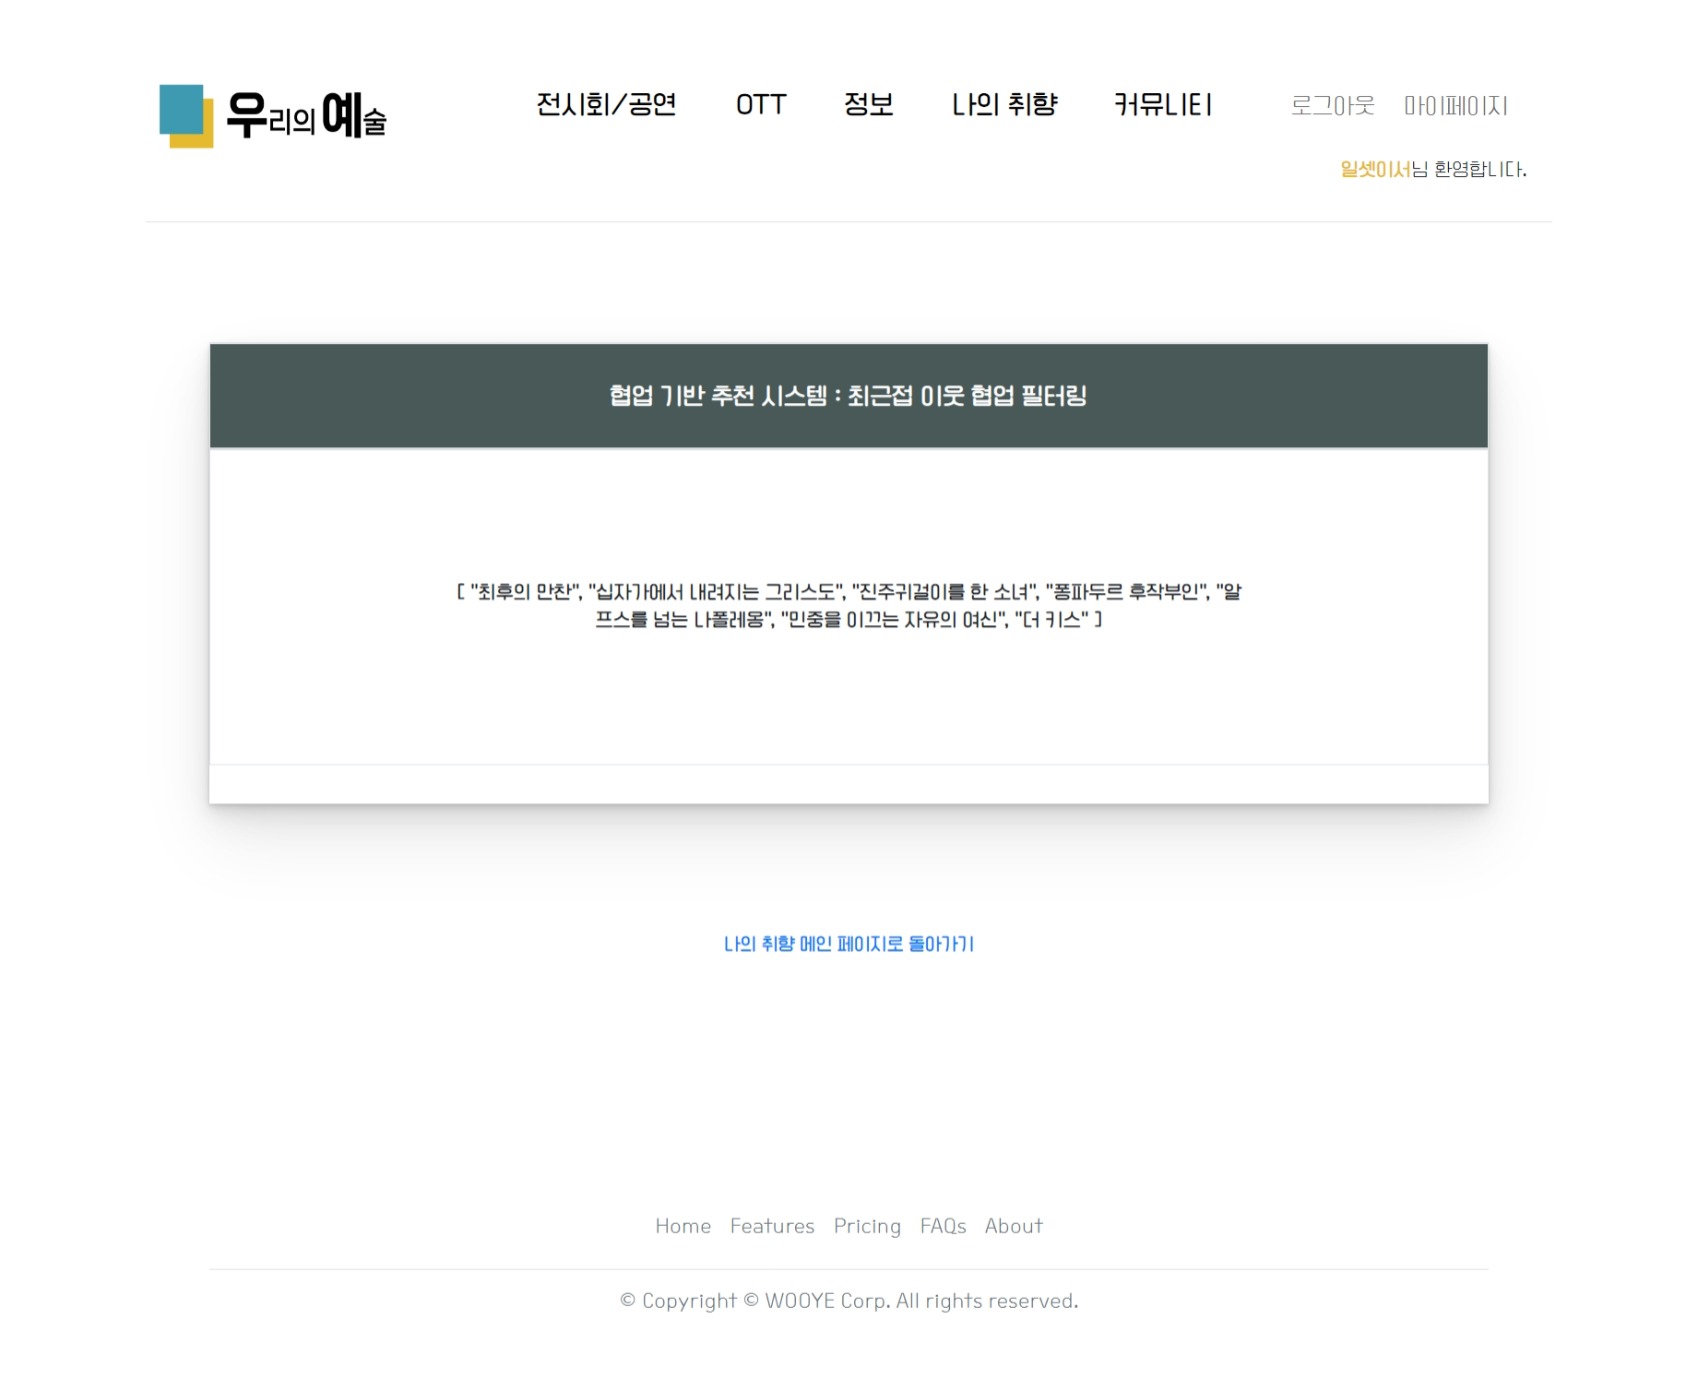 우리의 예술
전시회/공연 OTT 정보 나의 취향 커뮤니티 로그아웃 마이페이지
일셋이서님 환영합니다.
협업 기반 추천 시스템 : 최근접 이웃 협업 필터링
[ "최후의 만찬", "십자가에서 내려지는 그리스도", "진주귀걸이를 한 소녀", "퐁파두르 후작부인", "알
프스를 넘는 나폴레옹", "민중을 이끄는 자유의 여신", "더 키스" ]
나의 취향 메인 페이지로 돌아가기
Home Features Pricing FAQs About
© Copyright © WOOYE Corp. All rights reserved.